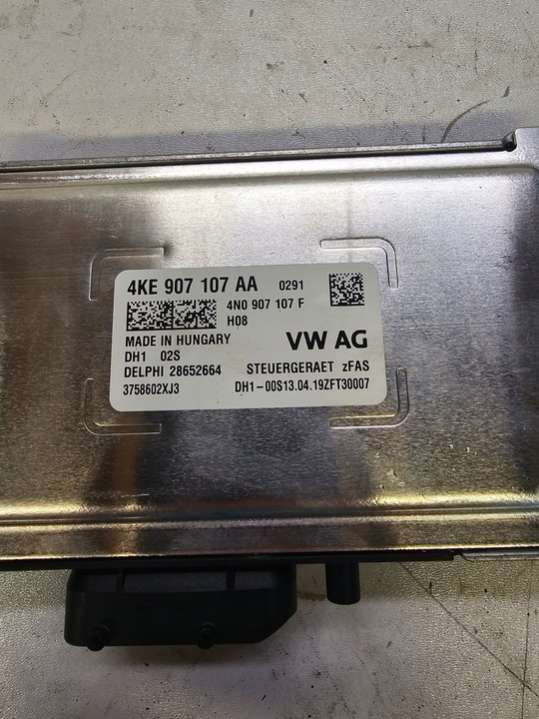 4KE 907 107 AA 0291
4N0 907 107 F
H08
MADE IN HUNGARY
VW AG
DH1 02S
DELPHI 28652664 STEUERGERAET zFAS
3758602XJ3 DH1-00S13.04.19ZFT30007